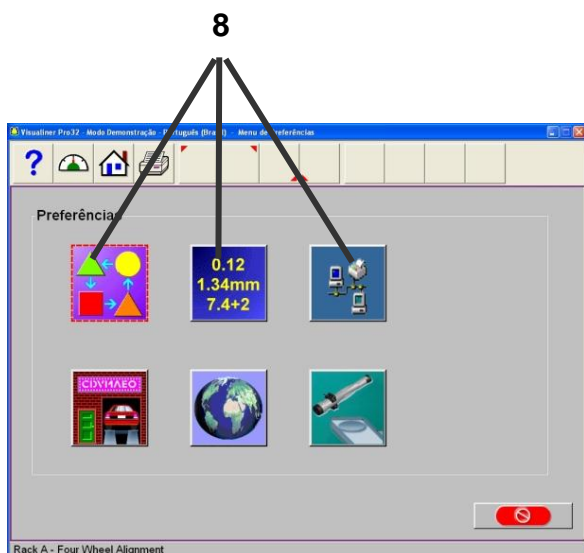 8
Visualiner Pro32 - Modo Demonstração - Português (Brasil) - Menu de Preferências
?
Preferências
0.12
1.34mm
7.4+2
Rack A - Four Wheel Alignment